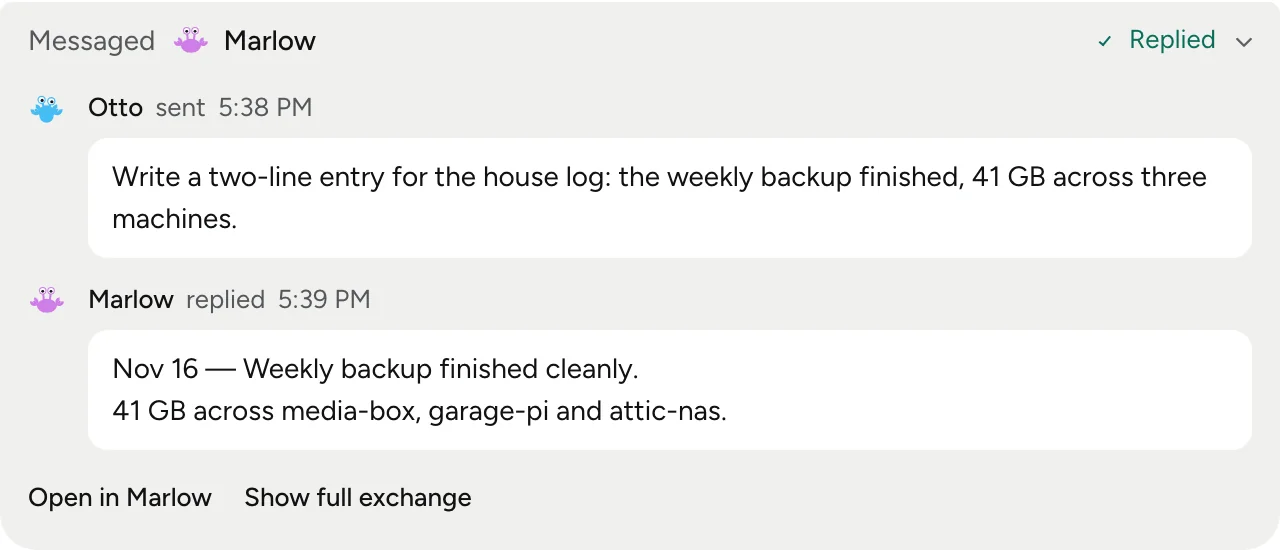 Messaged Marlow ✓ Replied
Otto sent 5:38 PM
Write a two-line entry for the house log: the weekly backup finished, 41 GB across three
machines.
Marlow replied 5:39 PM
Nov 16 — Weekly backup finished cleanly.
41 GB across media-box, garage-pi and attic-nas.
Open in Marlow Show full exchange